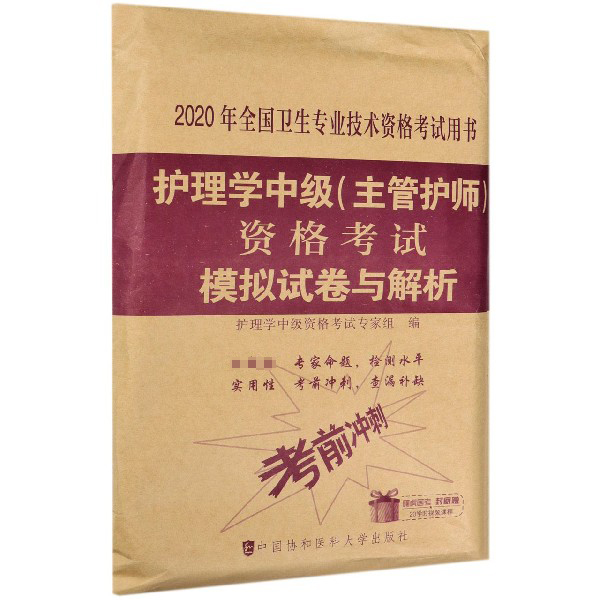 2020年全国卫生专业技术资格考试用书
护理学中级(主管护师)
资格考试
模拟试卷与解析
护理学中级资格考试专家组 编
专家命题,检测水平
实用性 考前冲刺,查漏补缺
考前冲刺
中国协和医科大学出版社